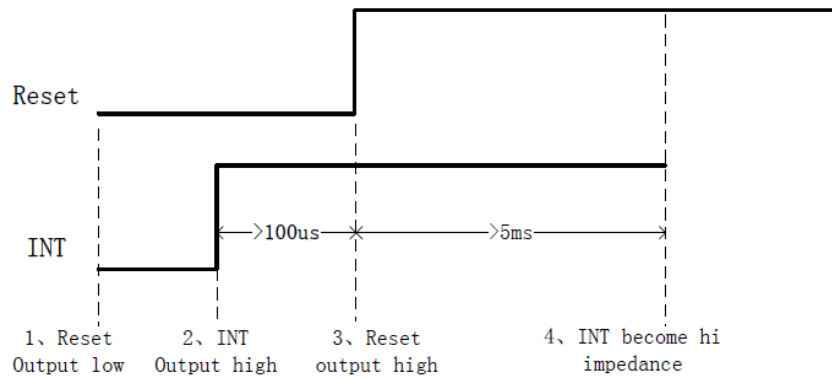 Reset
>100us
>5ms
INT
1、Reset
Output low
2、INT
Output high
3、Reset
output high
4、INT become hi
impedance